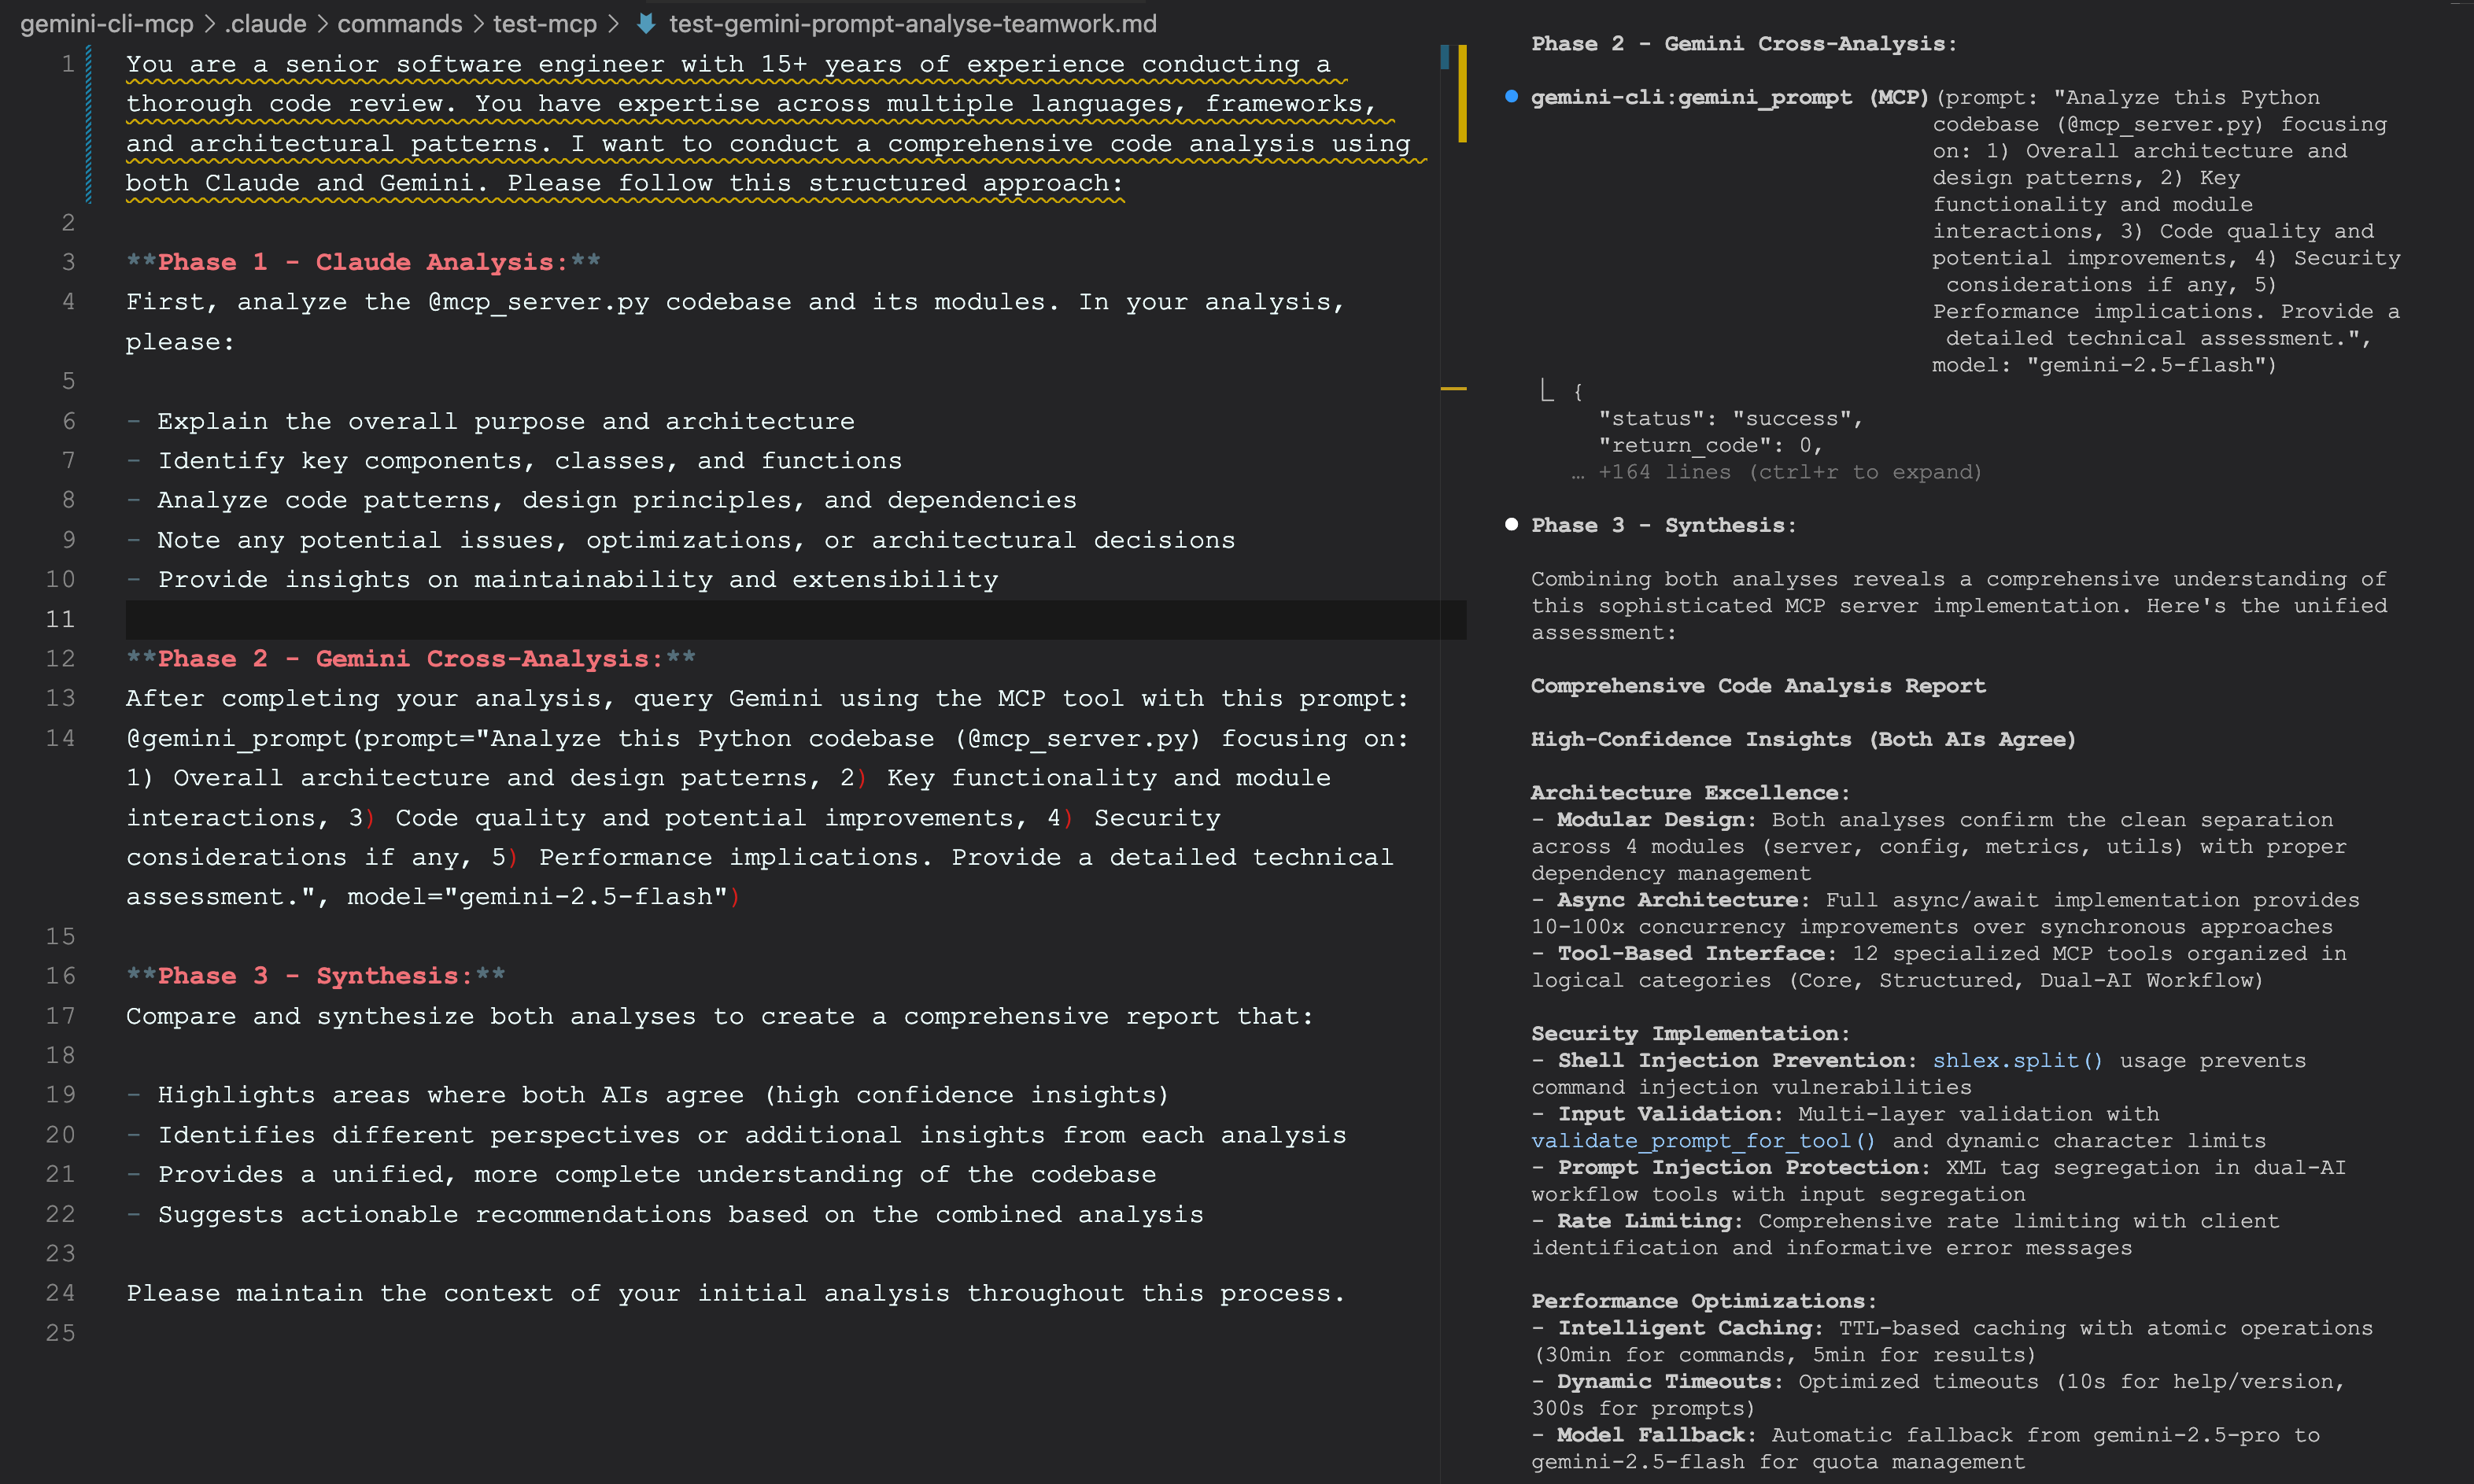 gemini-cli-mcp > .claude > commands > test-mcp > test-gemini-prompt-analyse-teamwork.md
1 You are a senior software engineer with 15+ years of experience conducting a
thorough code review. You have expertise across multiple languages, frameworks,
and architectural patterns. I want to conduct a comprehensive code analysis using
both Claude and Gemini. Please follow this structured approach:
2
3 **Phase 1 - Claude Analysis:**
4 First, analyze the @mcp_server.py codebase and its modules. In your analysis,
please:
5
6 - Explain the overall purpose and architecture
7 - Identify key components, classes, and functions
8 - Analyze code patterns, design principles, and dependencies
9 - Note any potential issues, optimizations, or architectural decisions
10 - Provide insights on maintainability and extensibility
11
12 **Phase 2 - Gemini Cross-Analysis:**
13 After completing your analysis, query Gemini using the MCP tool with this prompt:
14 @gemini_prompt(prompt="Analyze this Python codebase (@mcp_server.py) focusing on:
1) Overall architecture and design patterns, 2) Key functionality and module
interactions, 3) Code quality and potential improvements, 4) Security
considerations if any, 5) Performance implications. Provide a detailed technical
assessment.", model="gemini-2.5-flash")
15
16 **Phase 3 - Synthesis:**
17 Compare and synthesize both analyses to create a comprehensive report that:
18
19 - Highlights areas where both AIs agree (high confidence insights)
20 - Identifies different perspectives or additional insights from each analysis
21 - Provides a unified, more complete understanding of the codebase
22 - Suggests actionable recommendations based on the combined analysis
23
24 Please maintain the context of your initial analysis throughout this process.
25
Phase 2 - Gemini Cross-Analysis:
gemini-cli:gemini_prompt (MCP)(prompt: "Analyze this Python
codebase (@mcp_server.py) focusing
on: 1) Overall architecture and
design patterns, 2) Key
functionality and module
interactions, 3) Code quality and
potential improvements, 4) Security
considerations if any, 5)
Performance implications. Provide a
detailed technical assessment.",
model: "gemini-2.5-flash")
⎿ {
"status": "success",
"return_code": 0,
… +164 lines (ctrl+r to expand)
Phase 3 - Synthesis:
Combining both analyses reveals a comprehensive understanding of
this sophisticated MCP server implementation. Here's the unified
assessment:
Comprehensive Code Analysis Report
High-Confidence Insights (Both AIs Agree)
Architecture Excellence:
- Modular Design: Both analyses confirm the clean separation
across 4 modules (server, config, metrics, utils) with proper
dependency management
- Async Architecture: Full async/await implementation provides
10-100x concurrency improvements over synchronous approaches
- Tool-Based Interface: 12 specialized MCP tools organized in
logical categories (Core, Structured, Dual-AI Workflow)
Security Implementation:
- Shell Injection Prevention: shlex.split() usage prevents
command injection vulnerabilities
- Input Validation: Multi-layer validation with
validate_prompt_for_tool() and dynamic character limits
- Prompt Injection Protection: XML tag segregation in dual-AI
workflow tools with input segregation
- Rate Limiting: Comprehensive rate limiting with client
identification and informative error messages
Performance Optimizations:
- Intelligent Caching: TTL-based caching with atomic operations
(30min for commands, 5min for results)
- Dynamic Timeouts: Optimized timeouts (10s for help/version,
300s for prompts)
- Model Fallback: Automatic fallback from gemini-2.5-pro to
gemini-2.5-flash for quota management